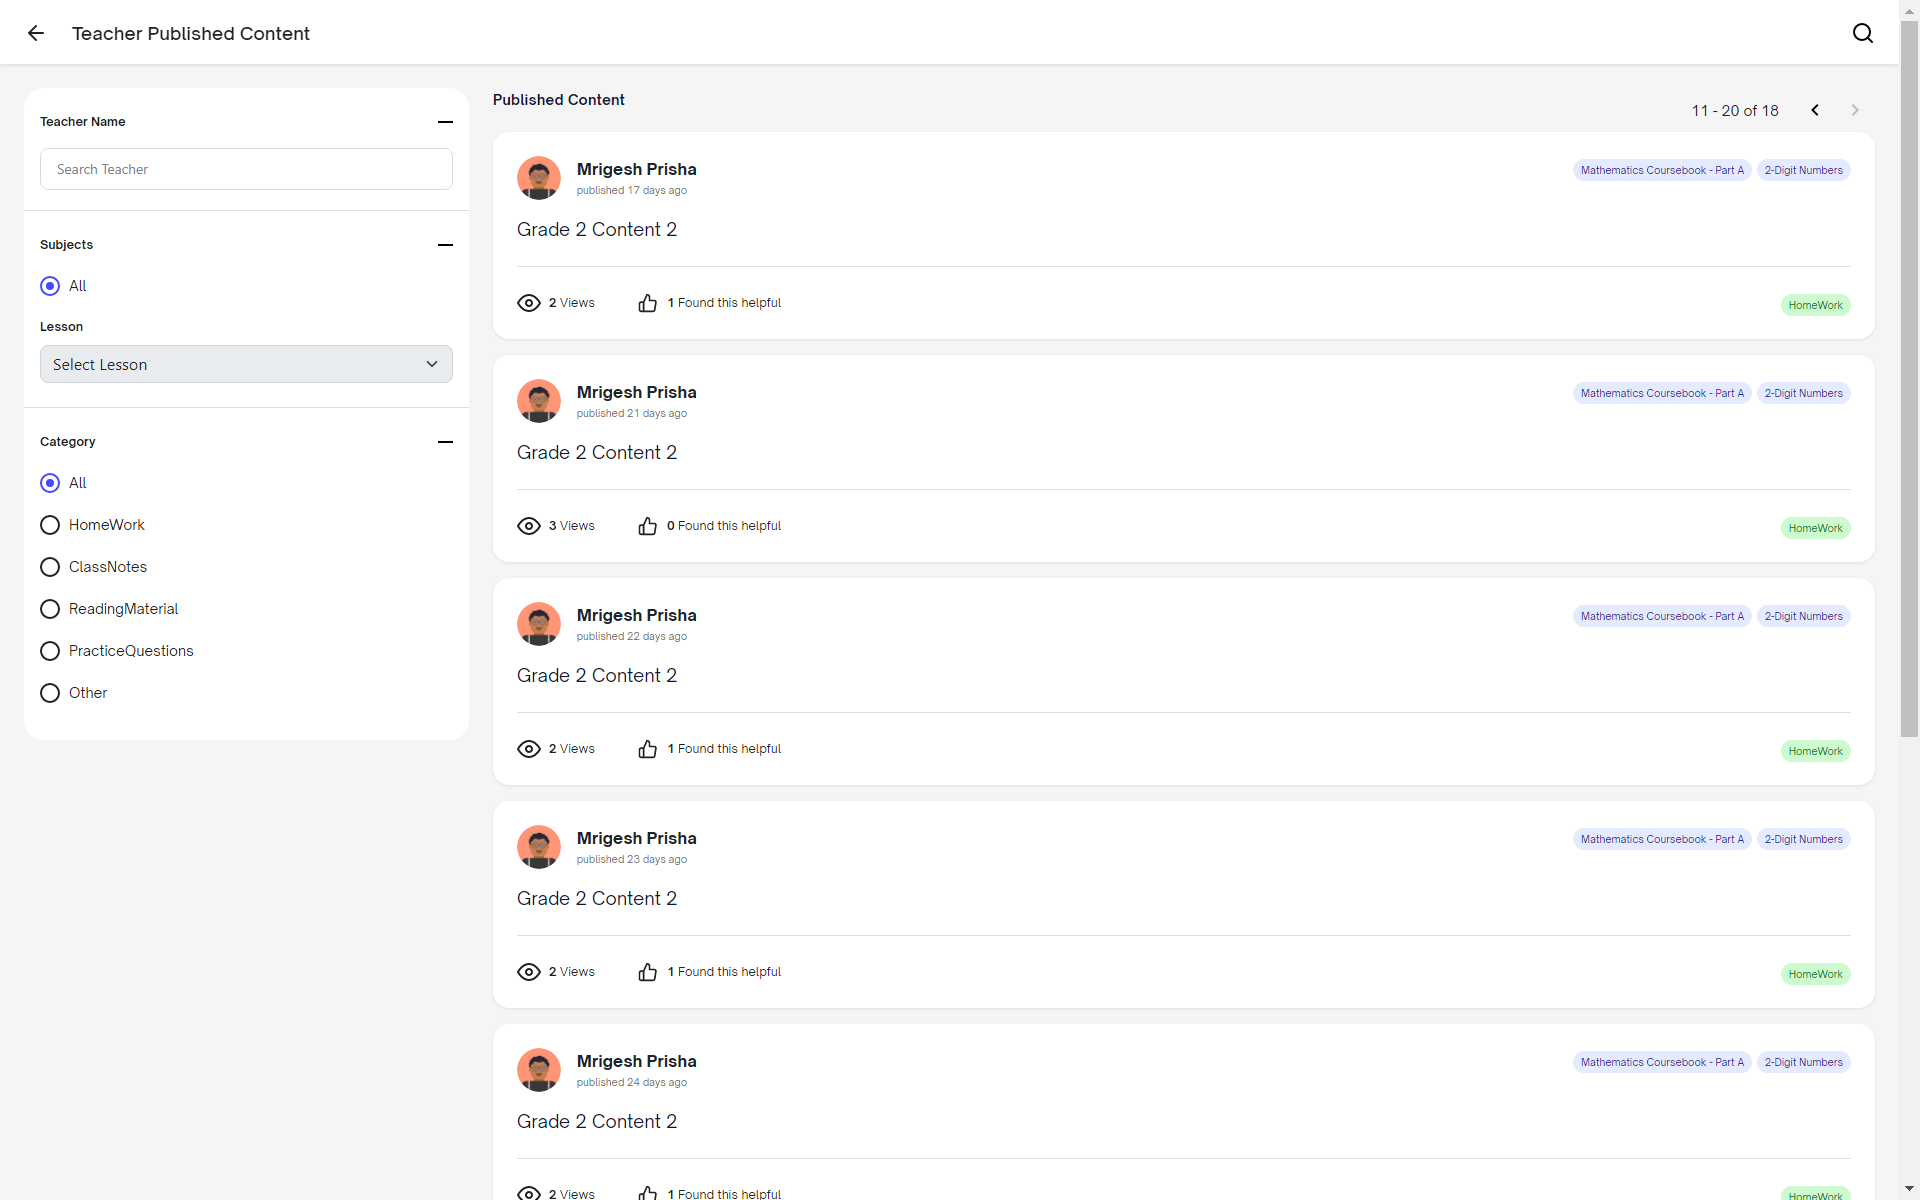 Teacher Published Content
Teacher Name
Search Teacher
Subjects
All
Lesson
Select Lesson
Category
All
HomeWork
ClassNotes
ReadingMaterial
PracticeQuestions
Other
Published Content
11 - 20 of 18
Mrigesh Prisha
published 17 days ago
Mathematics Coursebook - Part A
2-Digit Numbers
Grade 2 Content 2
2 Views
1 Found this helpful
HomeWork
Mrigesh Prisha
published 21 days ago
Mathematics Coursebook - Part A
2-Digit Numbers
Grade 2 Content 2
3 Views
0 Found this helpful
HomeWork
Mrigesh Prisha
published 22 days ago
Mathematics Coursebook - Part A
2-Digit Numbers
Grade 2 Content 2
2 Views
1 Found this helpful
HomeWork
Mrigesh Prisha
published 23 days ago
Mathematics Coursebook - Part A
2-Digit Numbers
Grade 2 Content 2
2 Views
1 Found this helpful
HomeWork
Mrigesh Prisha
published 24 days ago
Mathematics Coursebook - Part A
2-Digit Numbers
Grade 2 Content 2
2 Views
1 Found this helpful
HomeWork